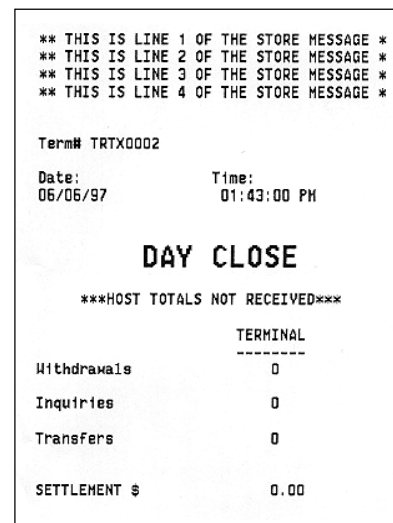 ** THIS IS LINE 1 OF THE STORE MESSAGE *
** THIS IS LINE 2 OF THE STORE MESSAGE *
** THIS IS LINE 3 OF THE STORE MESSAGE *
** THIS IS LINE 4 OF THE STORE MESSAGE *
Term# TRTX0002
Date: Time:
06/06/97 01:43:00 PM
DAY CLOSE
***HOST TOTALS NOT RECEIVED***
TERMINAL
--------
Withdrawals 0
Inquiries 0
Transfers 0
SETTLEMENT $ 0.00